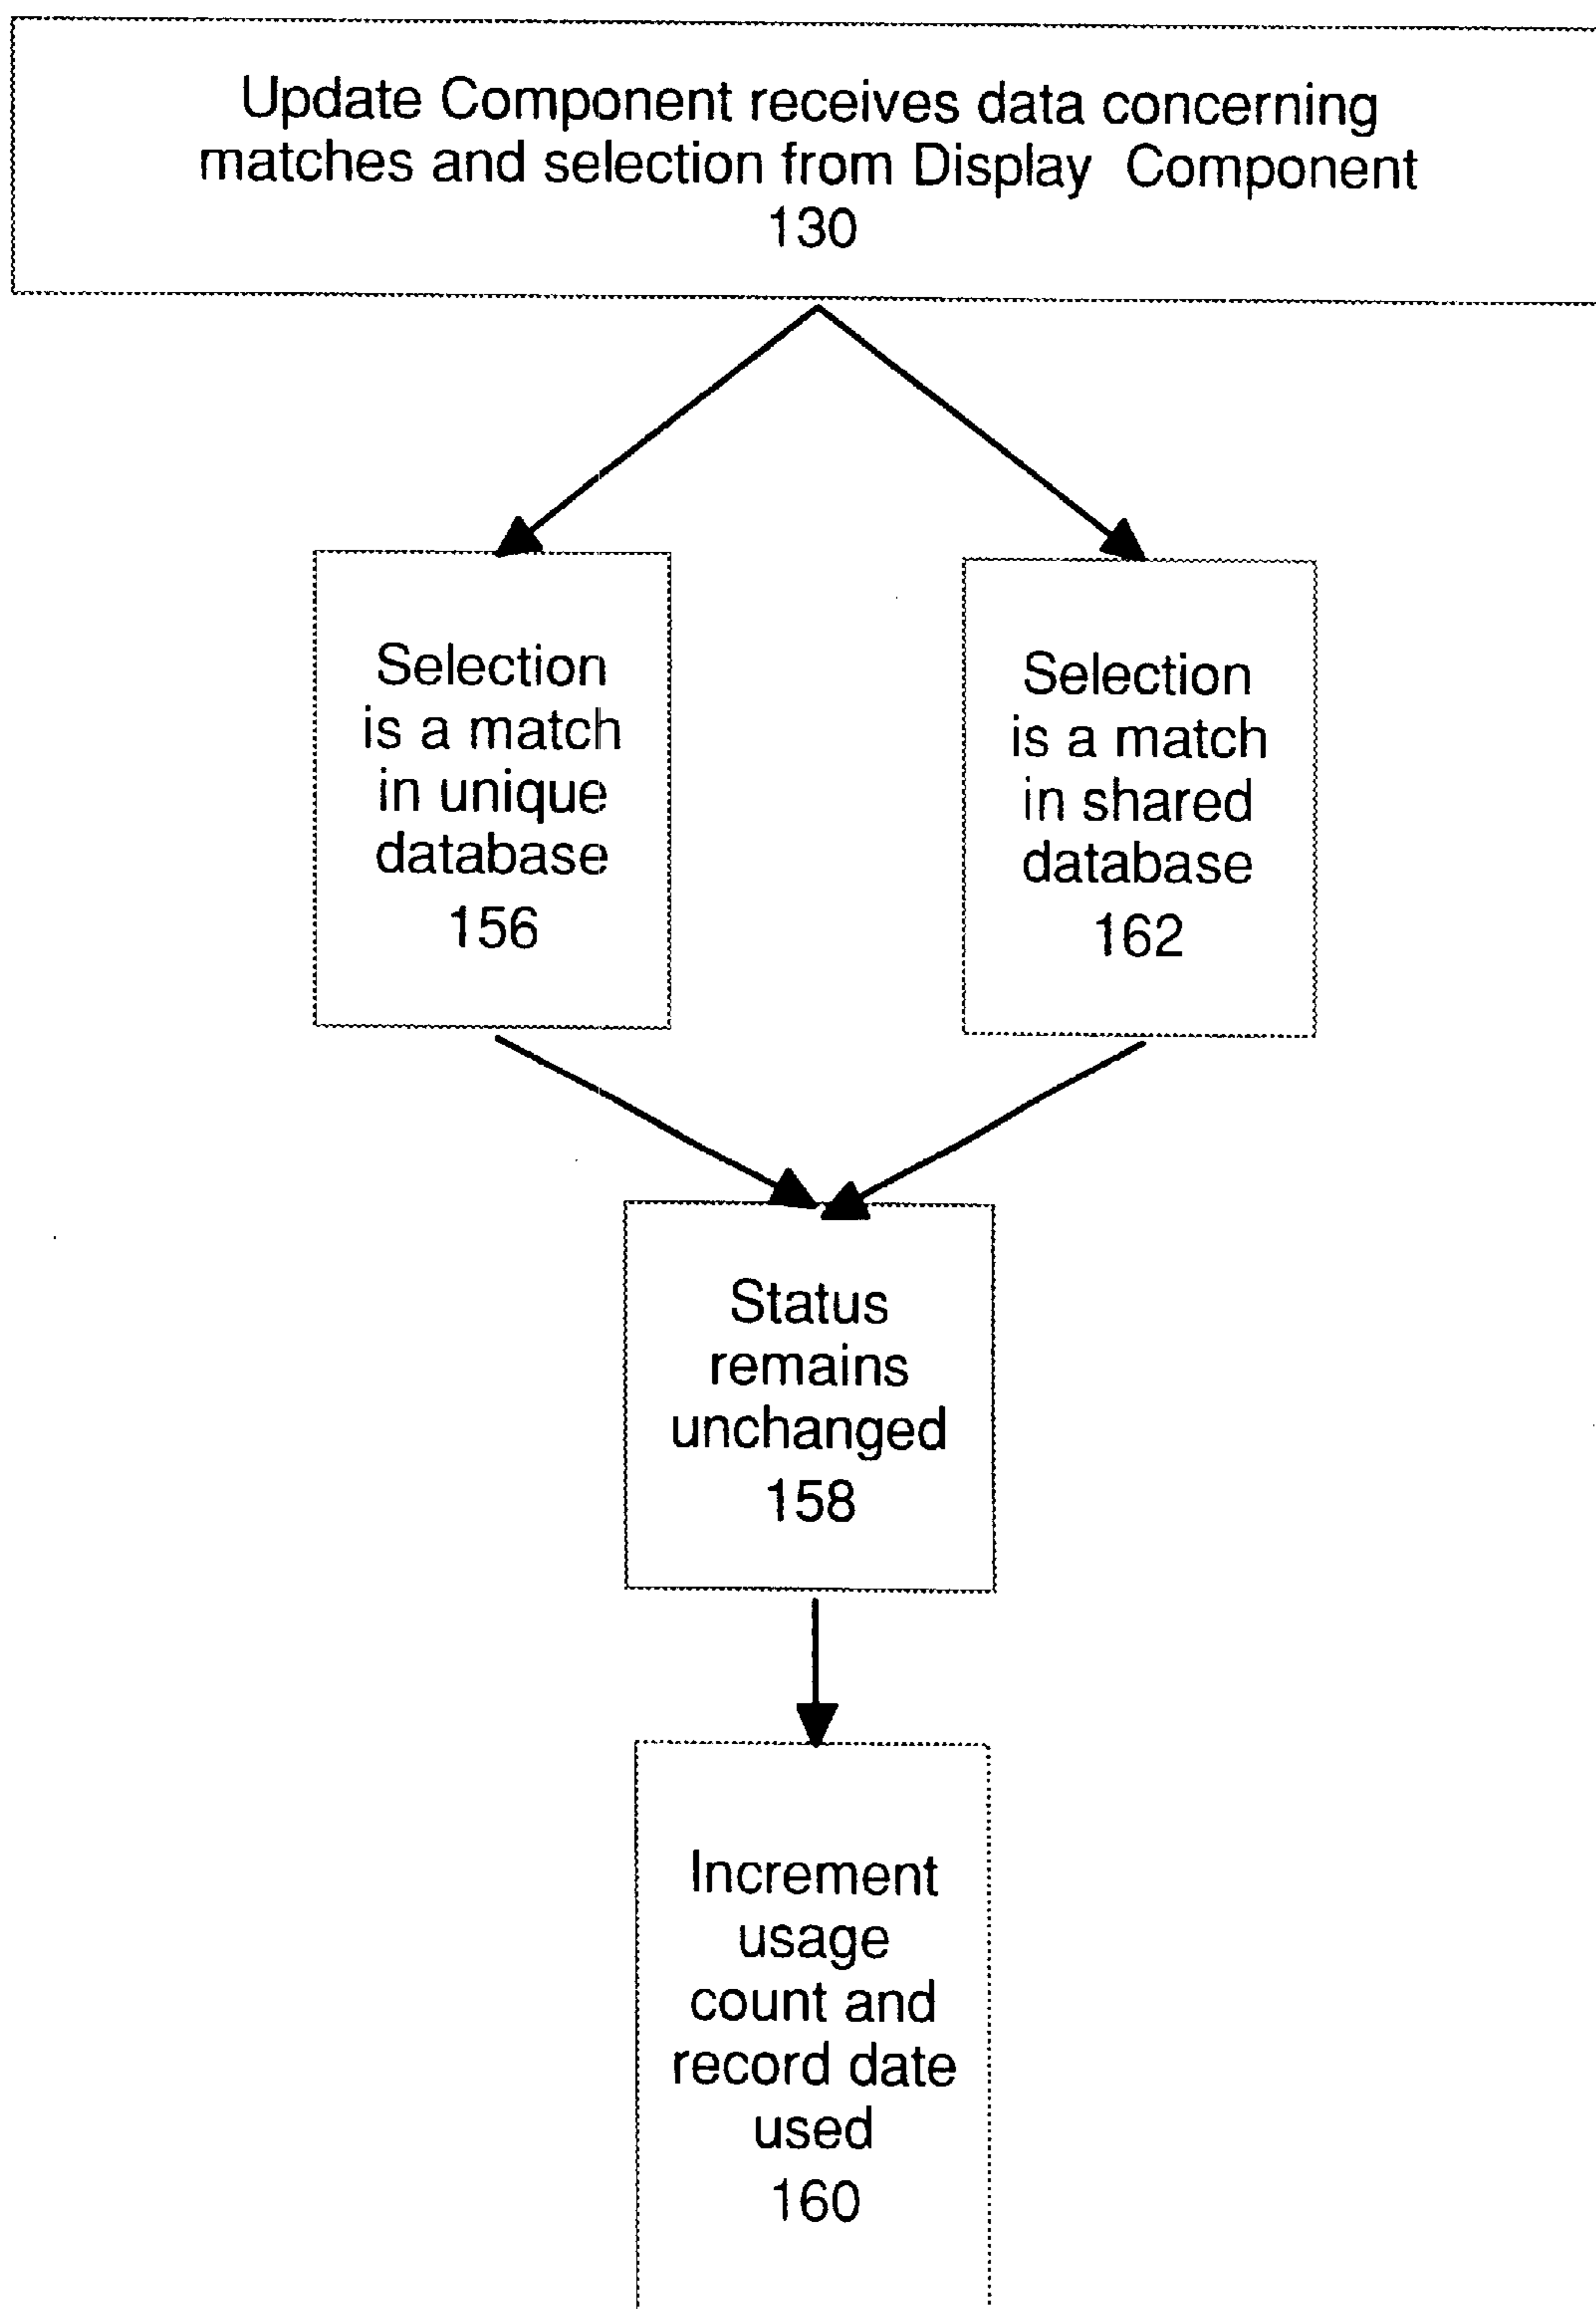 Update Component receives data concerning
matches and selection from Display Component
130
Selection
is a match
in unique
database
156
Selection
is a match
in shared
database
162
Status
remains
unchanged
158
Increment
usage
count and
record date
used
160